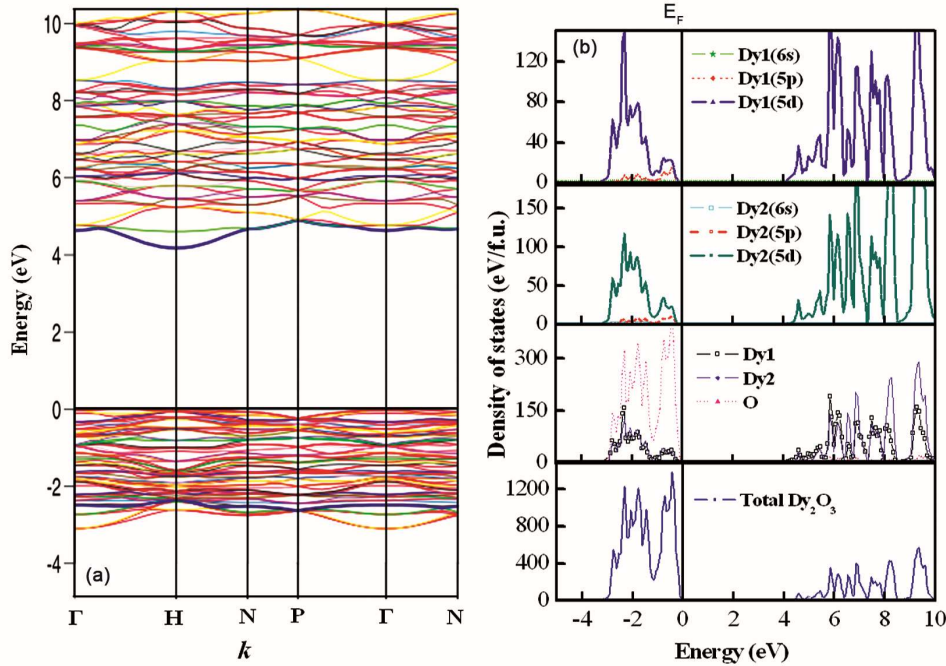 10
8
6
4
2
0
-2
-4
Energy (eV)
(a)
Γ
H
N
P
Γ
N
k
E_F
(b)
Dy1(6s)
Dy1(5p)
Dy1(5d)
120
80
40
0
Dy2(6s)
Dy2(5p)
Dy2(5d)
150
100
50
0
Dy1
Dy2
O
300
150
0
Total Dy₂O₃
1200
800
400
0
Density of states (eV/f.u.)
-4
-2
0
2
4
6
8
10
Energy (eV)